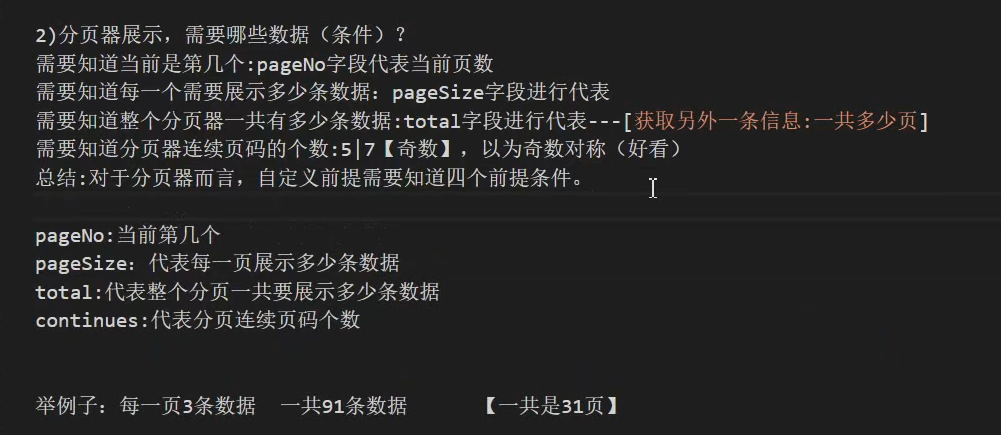 2)分页器展示，需要哪些数据（条件）？
需要知道当前是第几个:pageNo字段代表当前页数
需要知道每一个需要展示多少条数据：pageSize字段进行代表
需要知道整个分页器一共有多少条数据:total字段进行代表---[获取另外一条信息:一共多少页]
需要知道分页器连续页码的个数:5|7【奇数】，以为奇数对称（好看）
总结:对于分页器而言，自定义前提需要知道四个前提条件。
pageNo:当前第几个
pageSize：代表每一页展示多少条数据
total:代表整个分页一共要展示多少条数据
continues:代表分页连续页码个数
举例子：每一页3条数据  一共91条数据      【一共是31页】